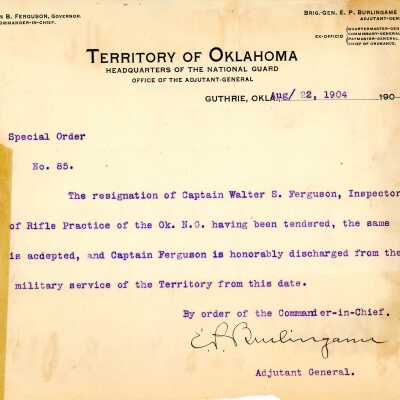 S B. Ferguson, Governor.
ommander-in-Chief.
Brig.-Gen. E. P. Burlingame
Adjutant-Genera
Ex-Officio { Quartermaster-Gene
Commissary-General
Paymaster-General,
Chief of Ordnance.
Territory of Oklahoma
HEADQUARTERS OF THE NATIONAL GUARD
OFFICE OF THE ADJUTANT-GENERAL
Guthrie, Okla. Aug/ 22, 1904 190
Special Order
No. 85.
The resignation of Captain Walter S. Ferguson, Inspector
of Rifle Practice of the Ok. N.G. having been tendered, the same
is acdepted, and Captain Ferguson is honorably discharged from the
military service of the Territory from this date.
By order of the Commander-in-Chief.
E. P. Burlingame
Adjutant General.